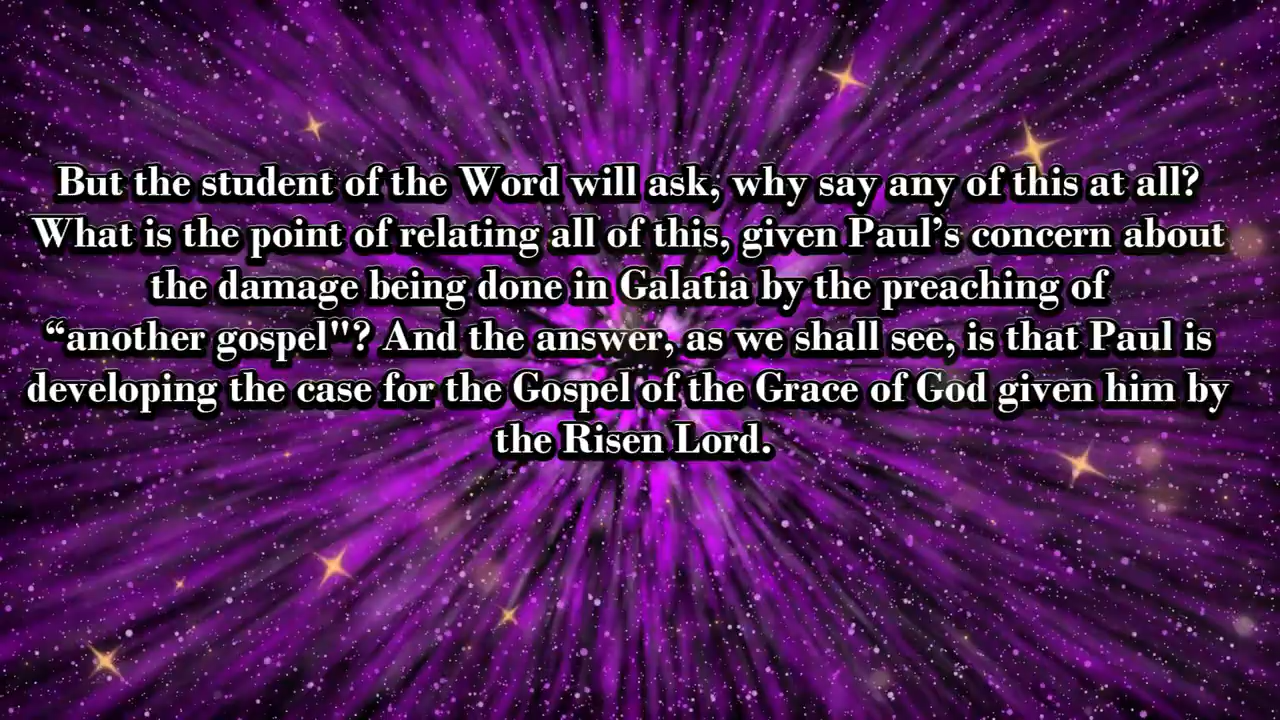 But the student of the Word will ask, why say any of this at all?
What is the point of relating all of this, given Paul’s concern about
the damage being done in Galatia by the preaching of
“another gospel"? And the answer, as we shall see, is that Paul is
developing the case for the Gospel of the Grace of God given him by
the Risen Lord.